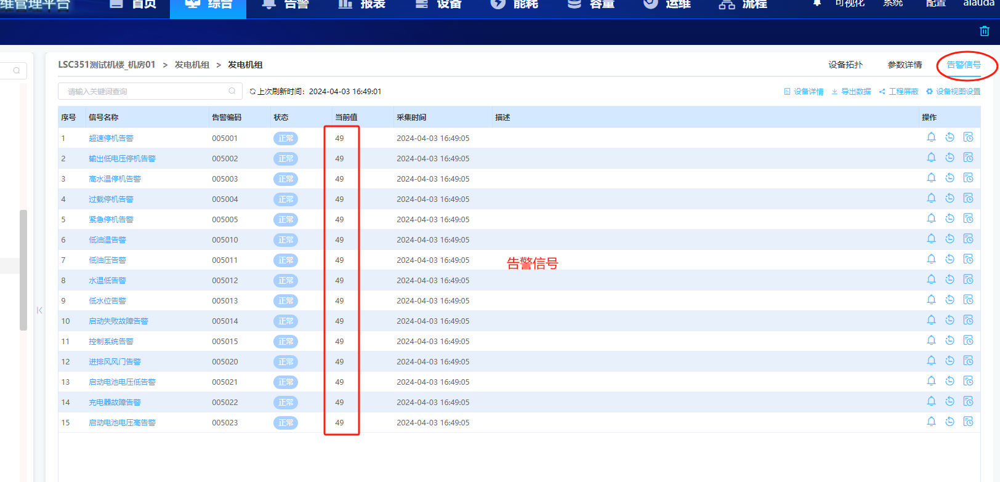 维管理平台 首页 综合 告警 报表 设备 能耗 容量 运维 流程 可视化 系统 配置 alauda
LSC351测试机楼_机房01 > 发电机组 > 发电机组 设备拓扑 参数详情 告警信号
请输入关键词查询 上次刷新时间：2024-04-03 16:49:01 设备详情 导出数据 工程屏蔽 设备视图设置
序号 信号名称 告警编码 状态 当前值 采集时间 描述 操作
1 超速停机告警 005001 正常 49 2024-04-03 16:49:05
2 输出低电压停机告警 005002 正常 49 2024-04-03 16:49:05
3 高水温停机告警 005003 正常 49 2024-04-03 16:49:05
4 过载停机告警 005004 正常 49 2024-04-03 16:49:05
5 紧急停机告警 005005 正常 49 2024-04-03 16:49:05
6 低油温告警 005010 正常 49 2024-04-03 16:49:05
7 低油压告警 005011 正常 49 2024-04-03 16:49:05
告警信号
8 水温低告警 005012 正常 49 2024-04-03 16:49:05
9 低水位告警 005013 正常 49 2024-04-03 16:49:05
10 启动失败故障告警 005014 正常 49 2024-04-03 16:49:05
11 控制系统告警 005015 正常 49 2024-04-03 16:49:05
12 进排风风门告警 005020 正常 49 2024-04-03 16:49:05
13 启动电池电压低告警 005021 正常 49 2024-04-03 16:49:05
14 充电器故障告警 005022 正常 49 2024-04-03 16:49:05
15 启动电池电压高告警 005023 正常 49 2024-04-03 16:49:05